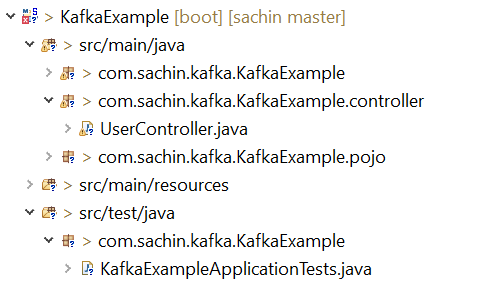 > KafkaExample [boot] [sachin master]
> src/main/java
> com.sachin.kafka.KafkaExample
> com.sachin.kafka.KafkaExample.controller
> UserController.java
> com.sachin.kafka.KafkaExample.pojo
> src/main/resources
> src/test/java
> com.sachin.kafka.KafkaExample
> KafkaExampleApplicationTests.java